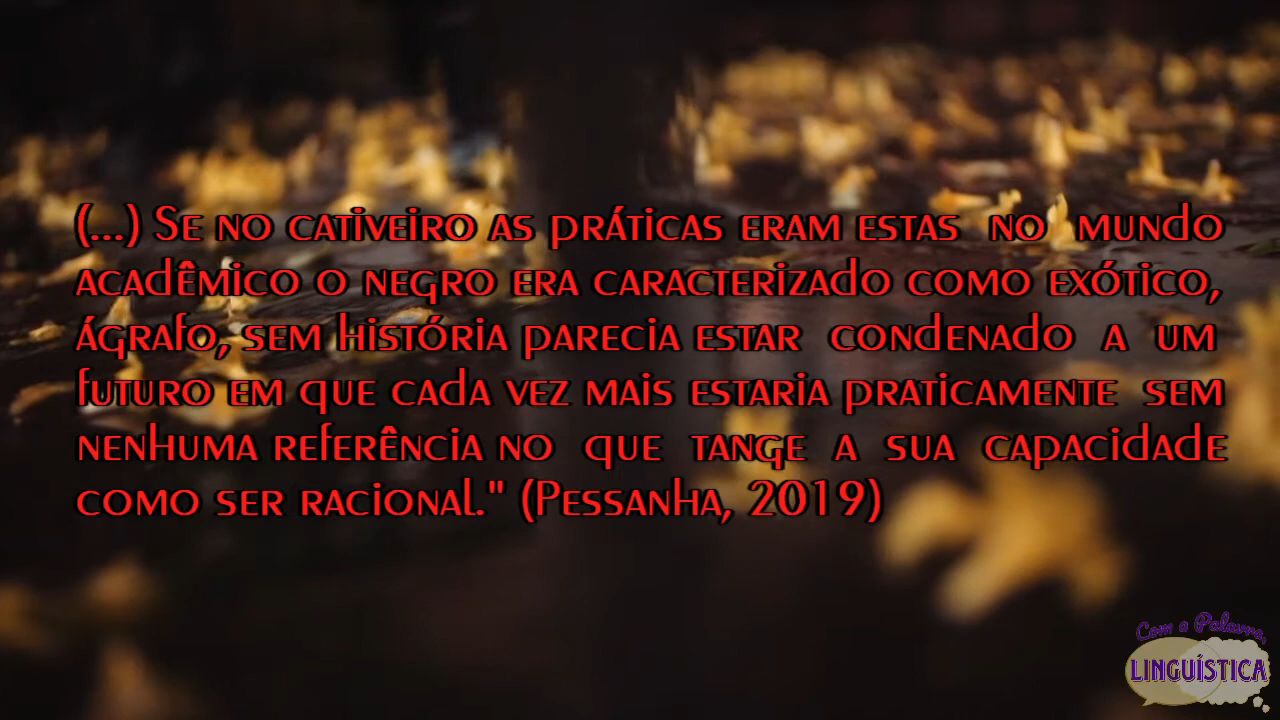 (...) Se no cativeiro as práticas eram estas no mundo
acadêmico o negro era caracterizado como exótico,
ágrafo, sem história parecia estar condenado a um
futuro em que cada vez mais estaria praticamente sem
nenhuma referência no que tange a sua capacidade
como ser racional." (Pessanha, 2019)
Com a Palavra,
LINGUÍSTICA